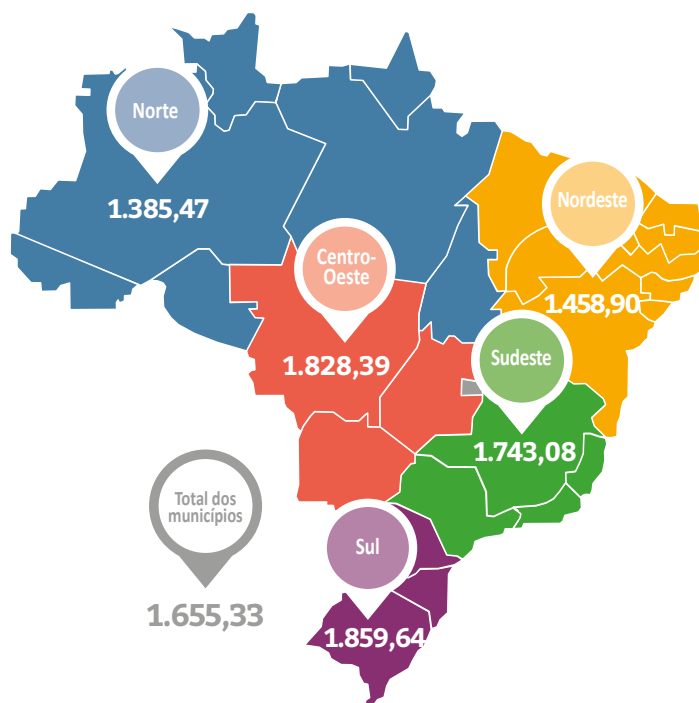 Norte
1.385,47
Nordeste
1.458,90
Centro-
Oeste
1.828,39
Sudeste
1.743,08
Total dos
municípios
1.655,33
Sul
1.859,64